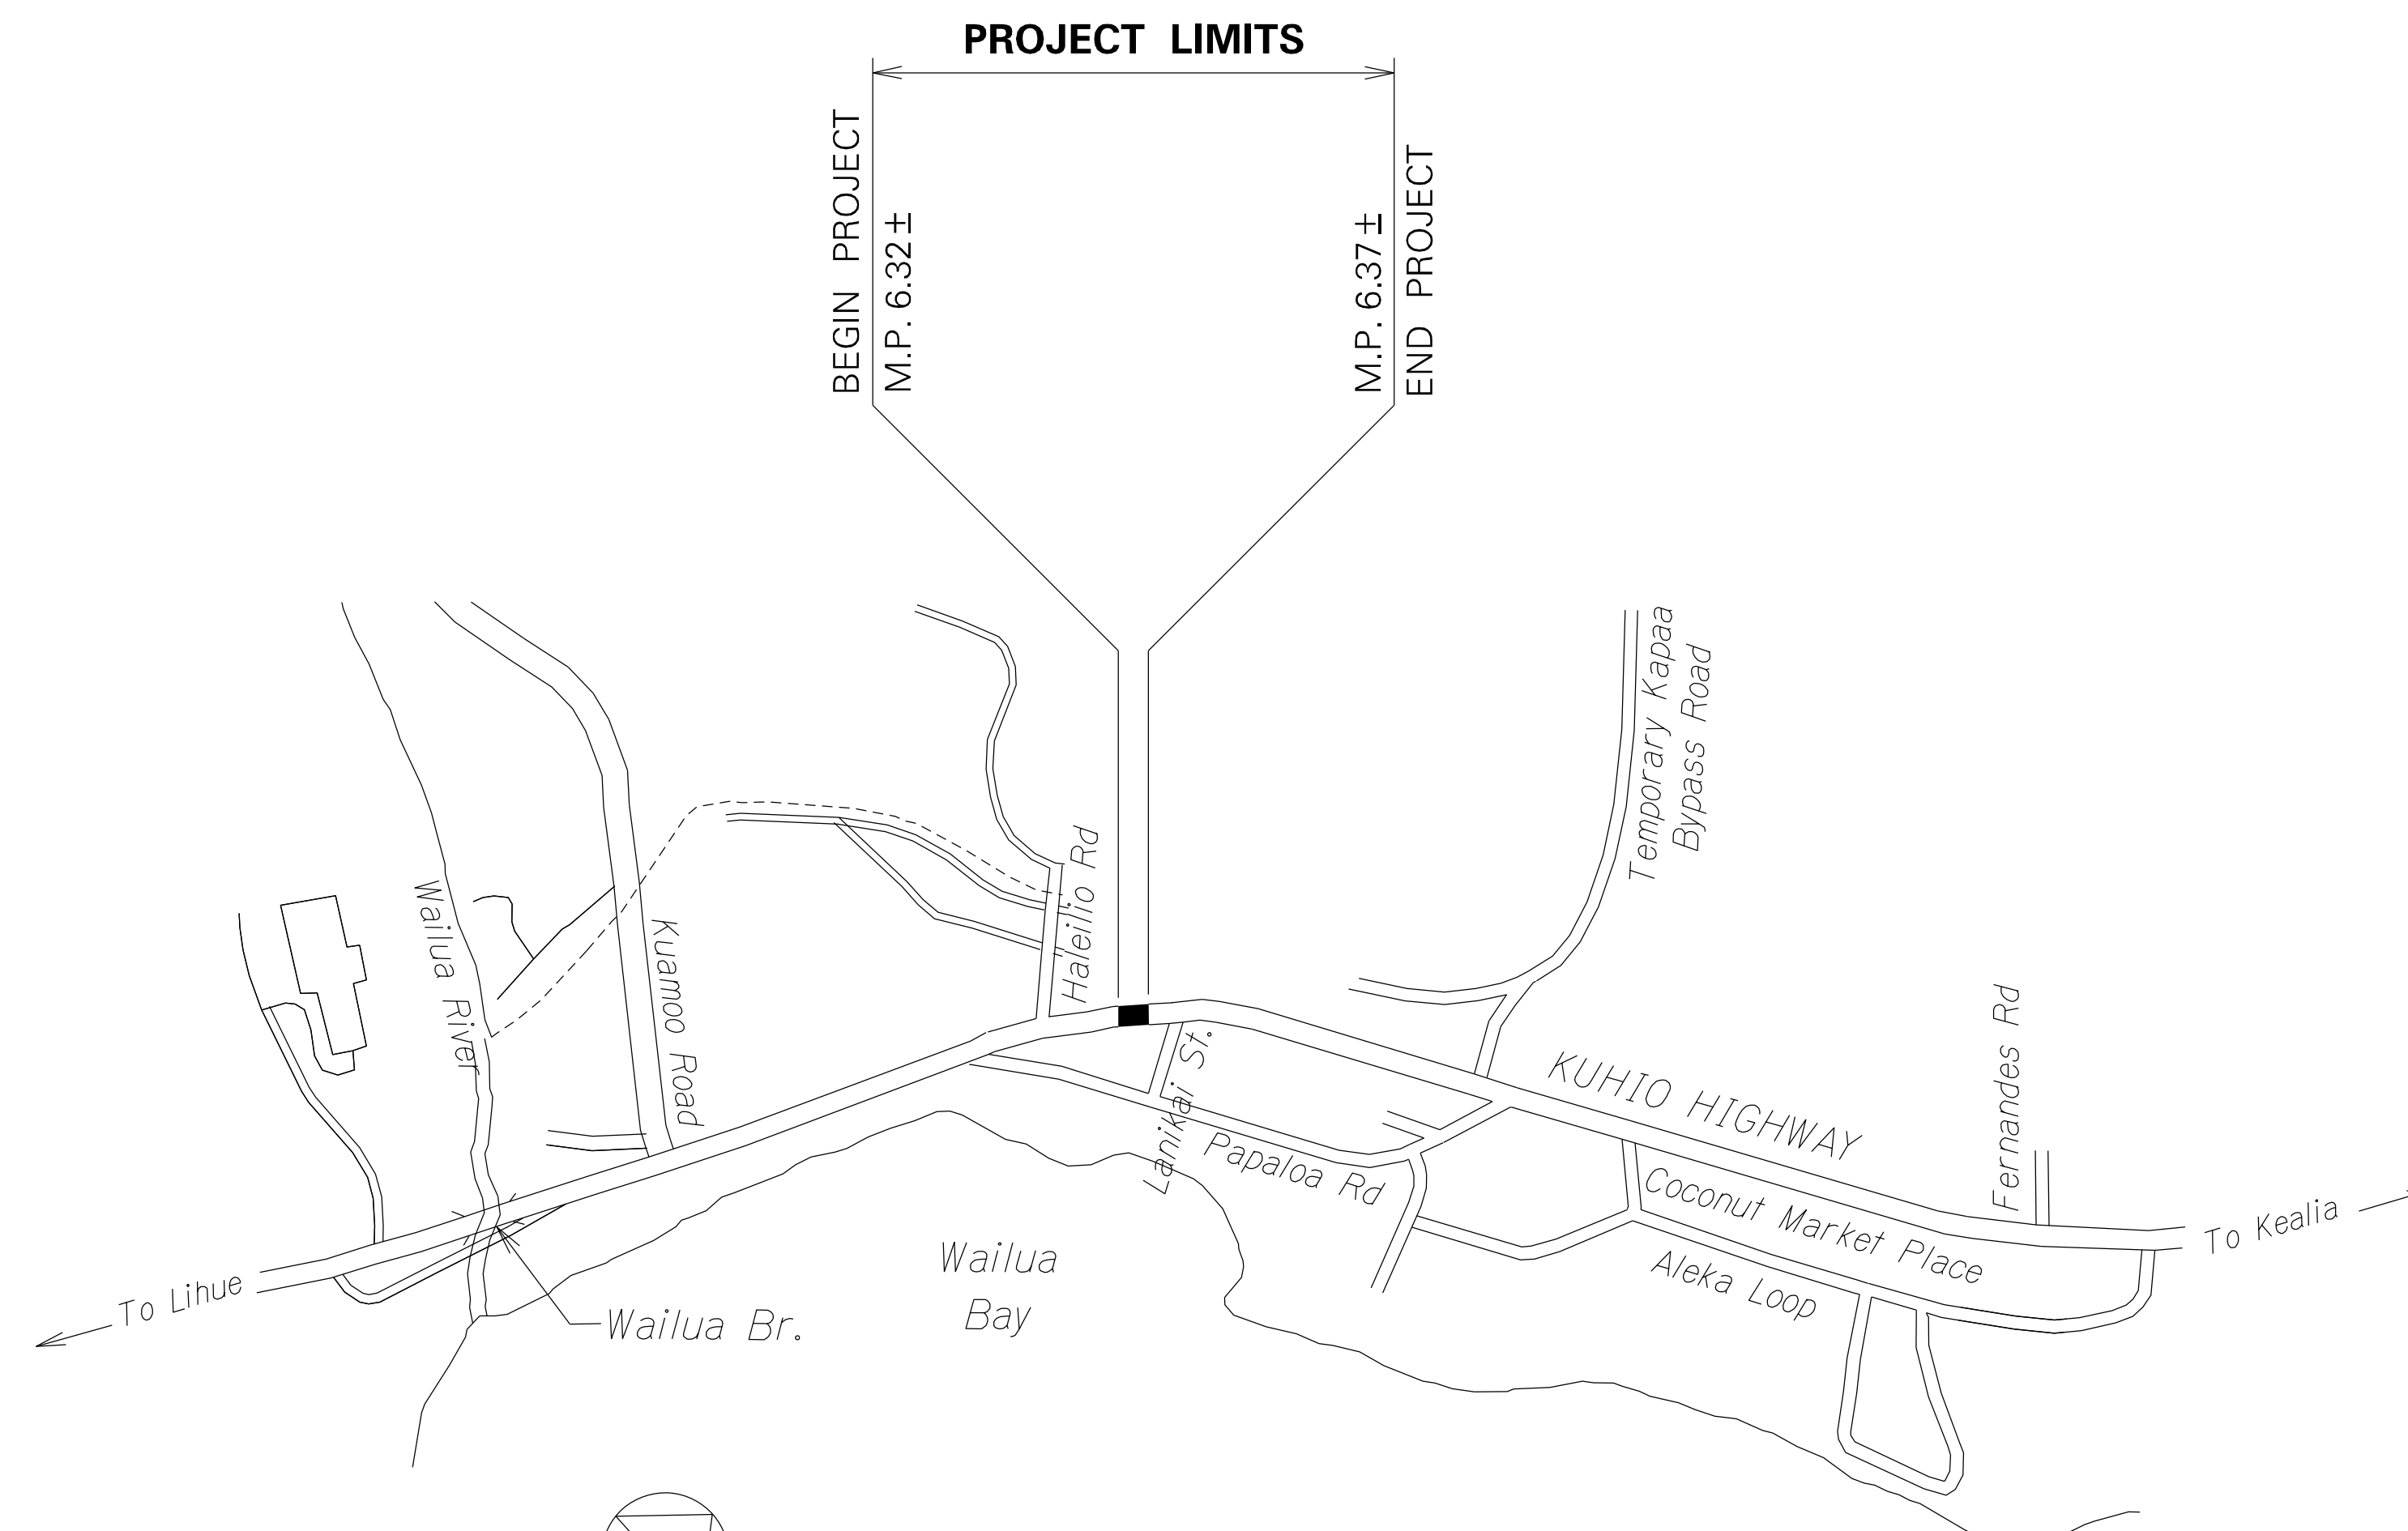 PROJECT LIMITS
BEGIN PROJECT
M.P. 6.32±
M.P. 6.37±
END PROJECT
Temporary Kapaa
Bypass Road
Haleilio Rd
Wailua River
Kuamoo Road
Lanikai St.
KUHIO HIGHWAY
Fernandes Rd
Papaloa Rd
Coconut Market Place
Aleka Loop
To Kealia
To Lihue
Wailua Br.
Wailua
Bay